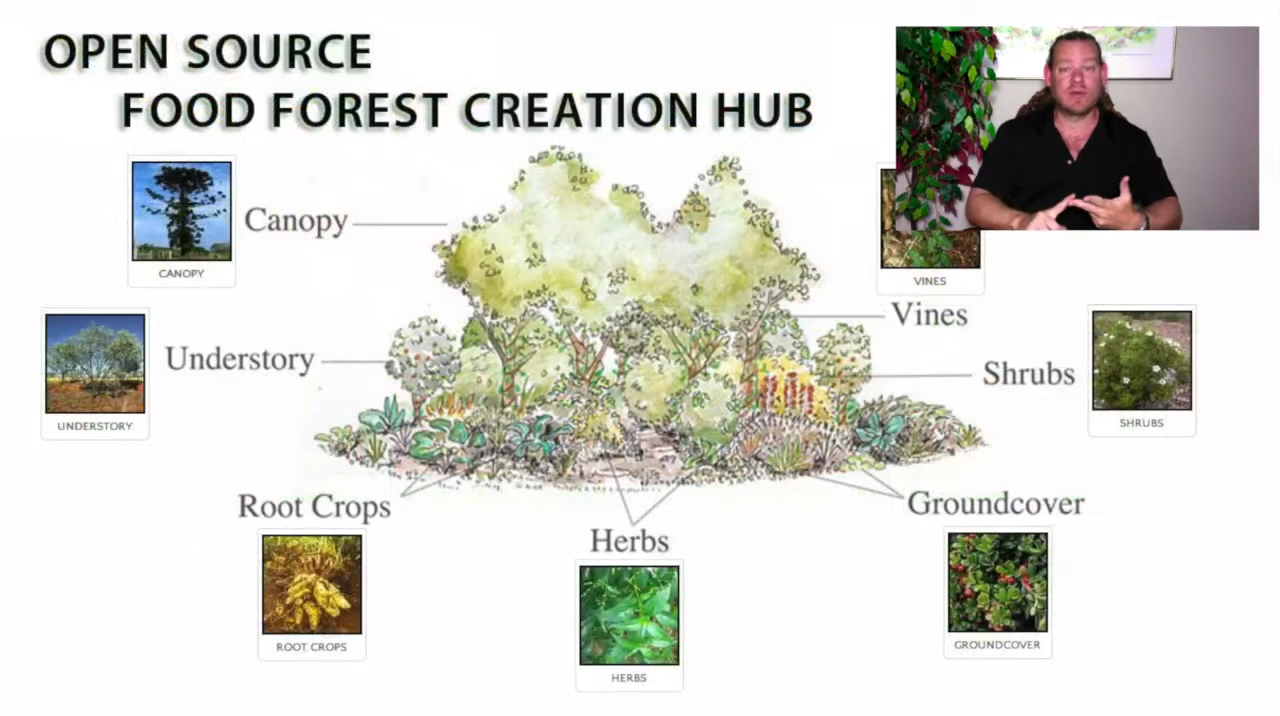 OPEN SOURCE
FOOD FOREST CREATION HUB
Canopy
CANOPY
VINES
Vines
Understory
UNDERSTORY
Shrubs
SHRUBS
Root Crops
ROOT CROPS
Herbs
HERBS
Groundcover
GROUNDCOVER